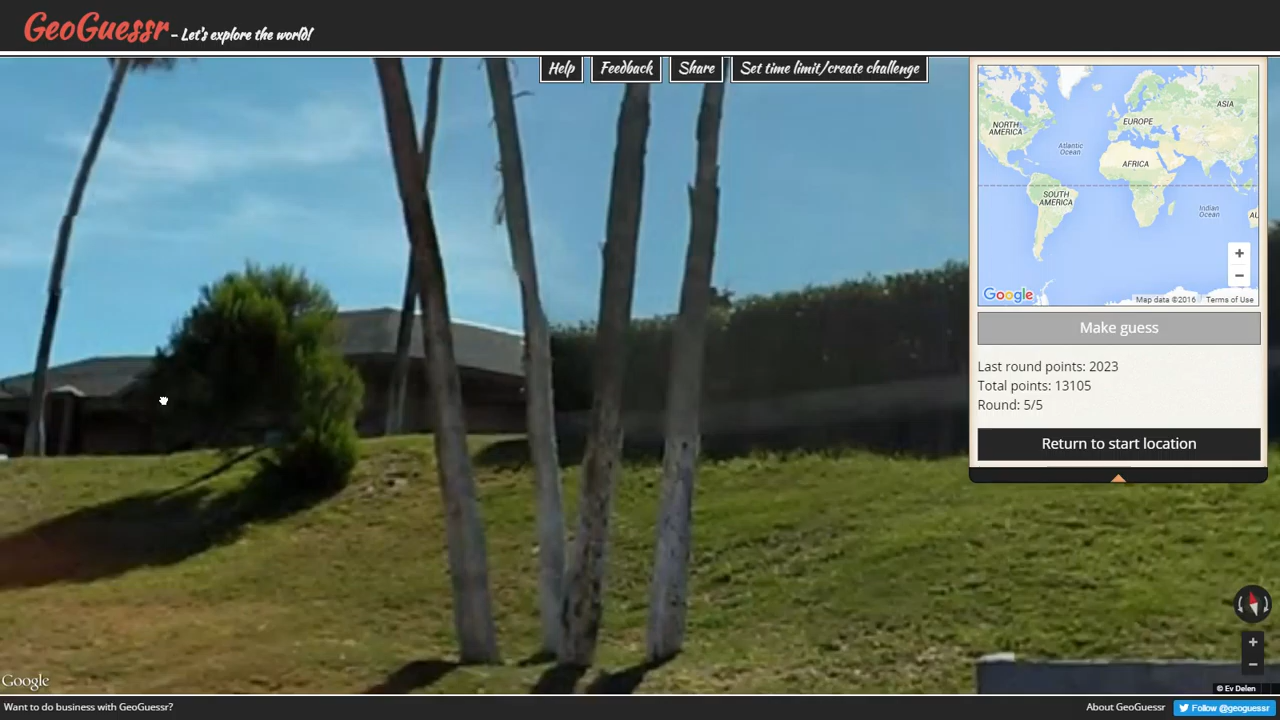 GeoGuessr - Let's explore the world!
Help
Feedback
Share
Set time limit/create challenge
NORTH AMERICA
Atlantic Ocean
EUROPE
ASIA
AFRICA
SOUTH AMERICA
Indian Ocean
AU
+
−
Google
Map data ©2016
Terms of Use
Make guess
Last round points: 2023
Total points: 13105
Round: 5/5
Return to start location
+
−
Google
© Ev Delen
Want to do business with GeoGuessr?
About GeoGuessr
Follow @geoguessr